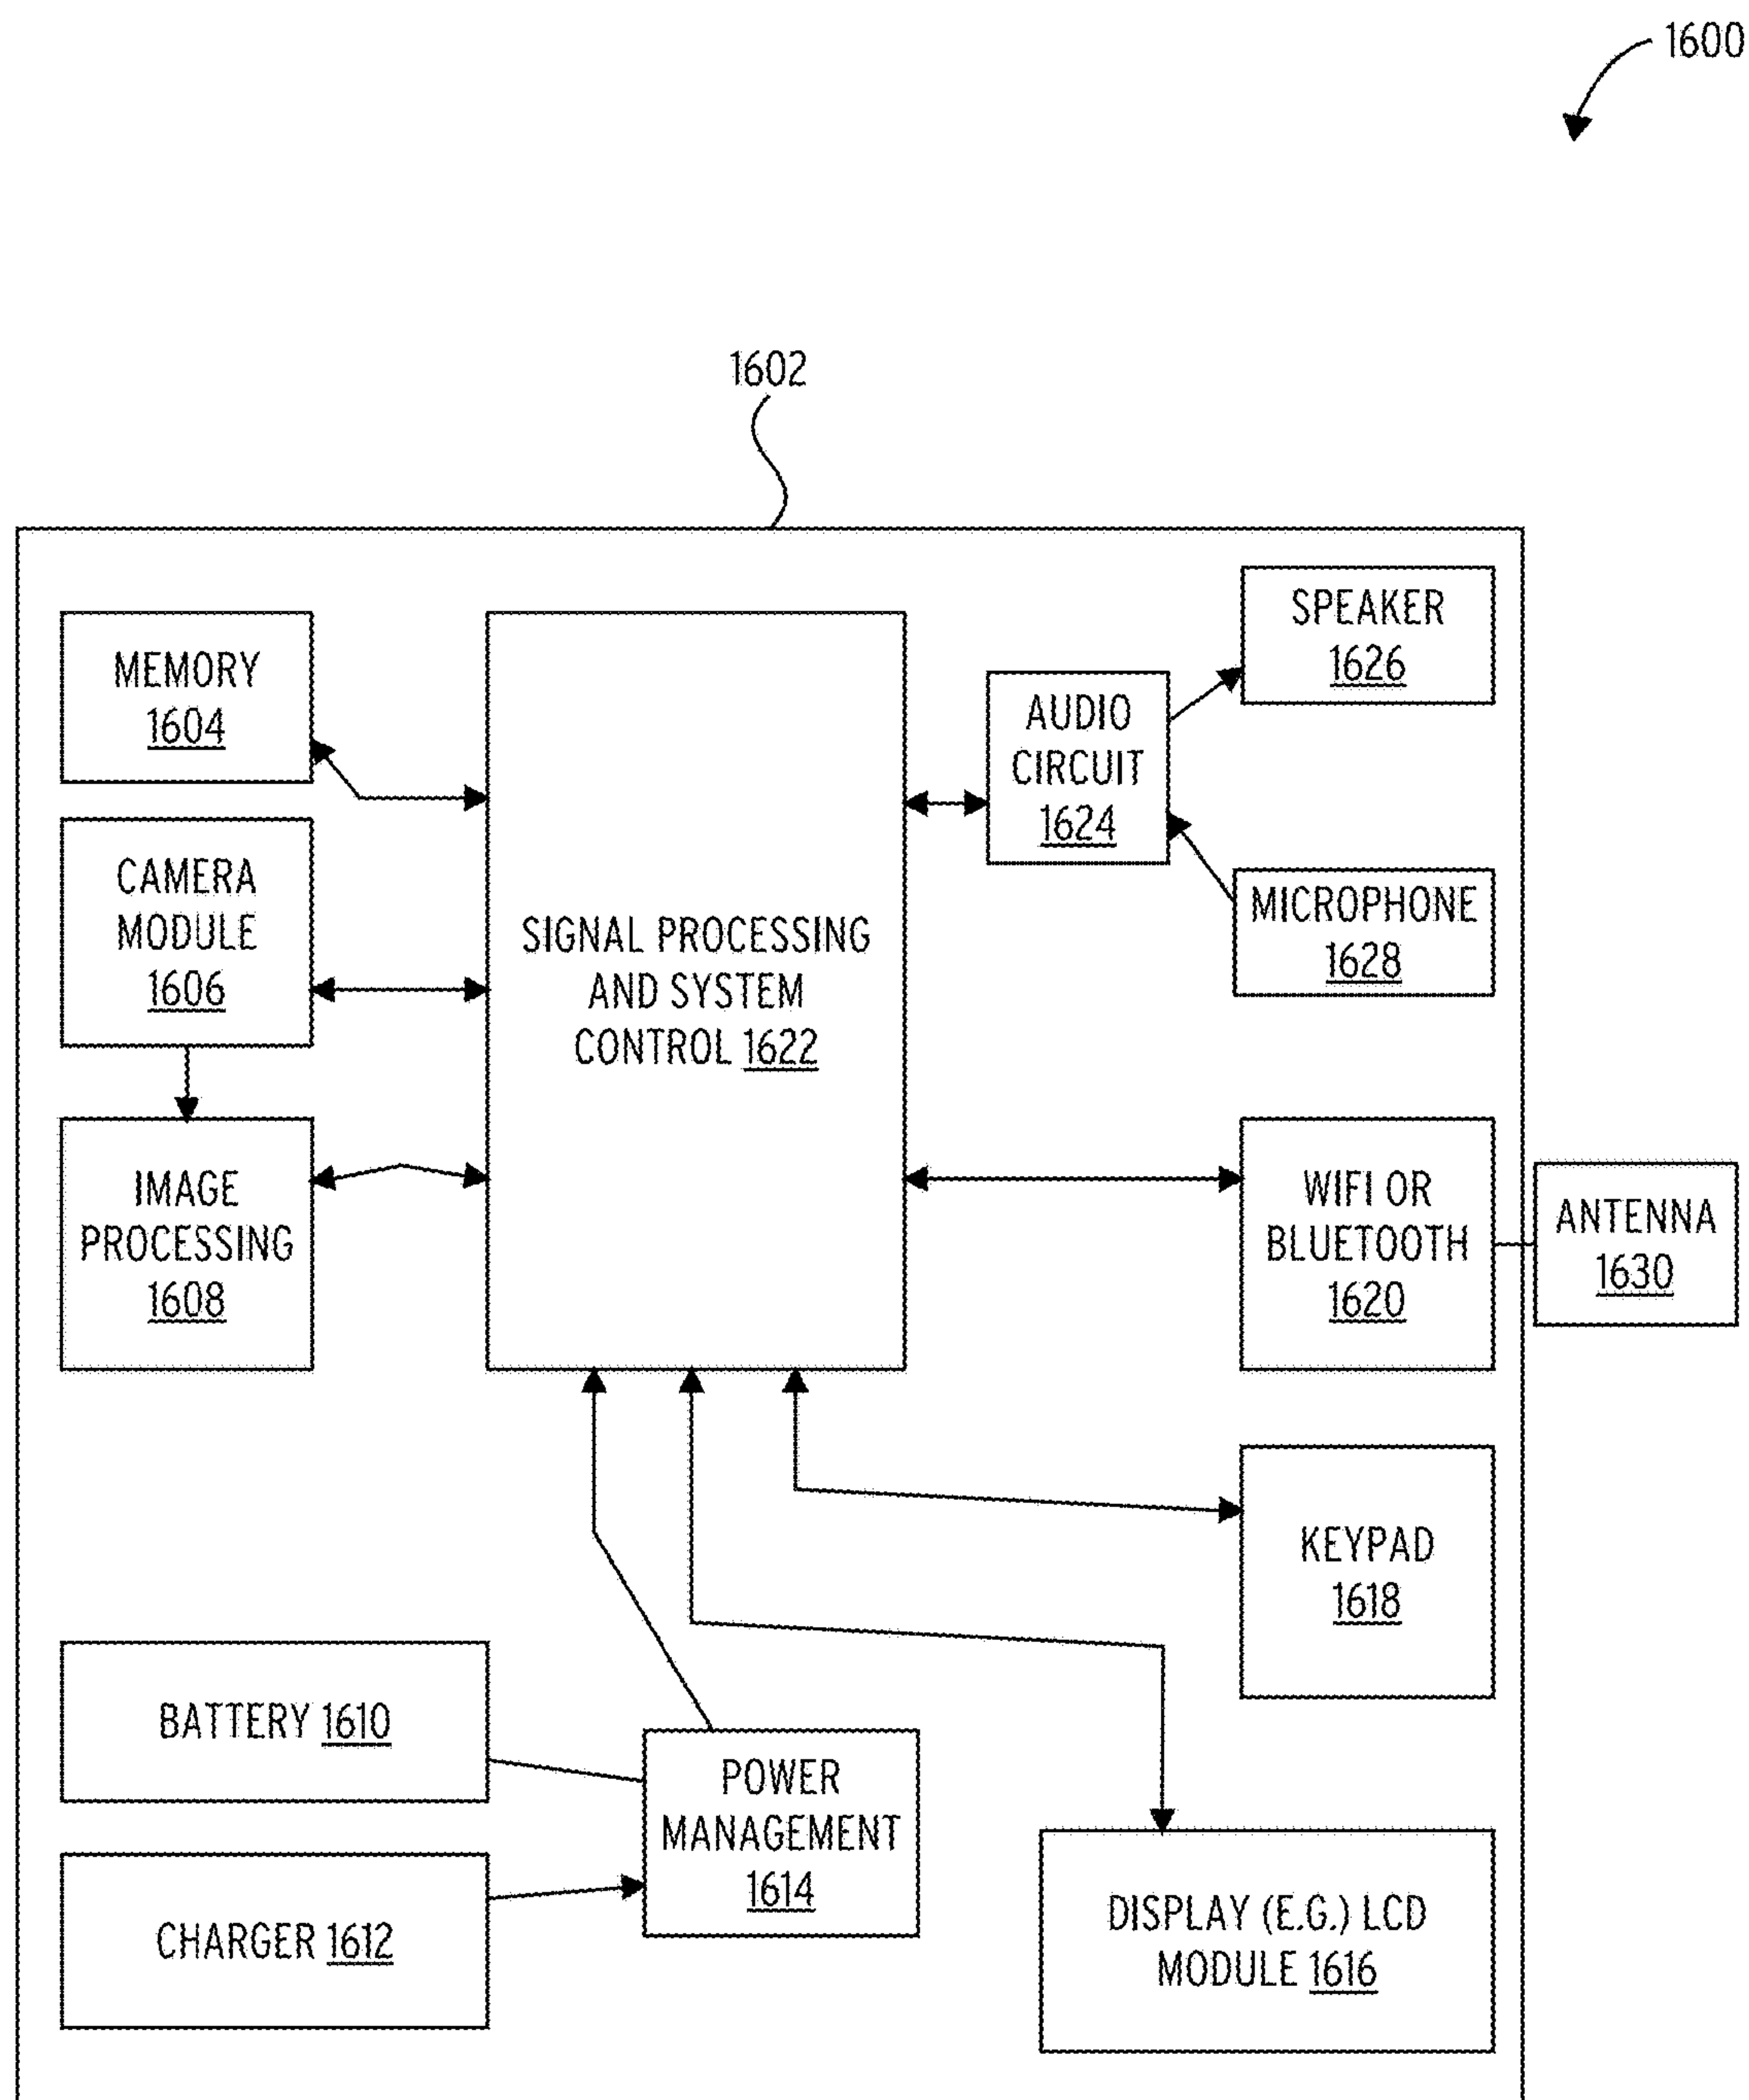 1600
1602
MEMORY
1604
CAMERA
MODULE
1606
IMAGE
PROCESSING
1608
SIGNAL PROCESSING
AND SYSTEM
CONTROL 1622
AUDIO
CIRCUIT
1624
SPEAKER
1626
MICROPHONE
1628
WIFI OR
BLUETOOTH
1620
ANTENNA
1630
KEYPAD
1618
BATTERY 1610
CHARGER 1612
POWER
MANAGEMENT
1614
DISPLAY (E.G.) LCD
MODULE 1616